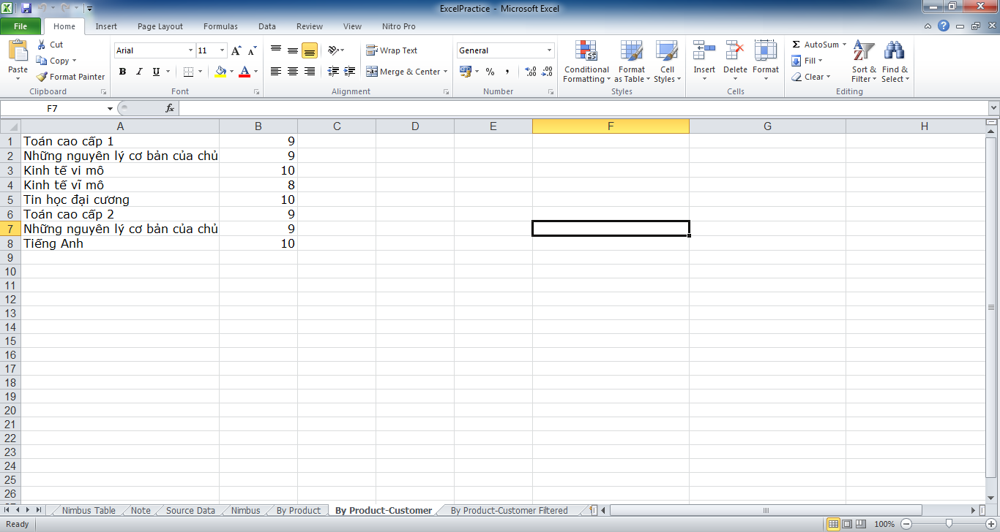 ExcelPractice - Microsoft Excel
File Home Insert Page Layout Formulas Data Review View Nitro Pro
Paste
Cut
Copy
Format Painter
Clipboard
Arial 11
B I U
Font
Wrap Text
Merge & Center
Alignment
General
Number
Conditional Formatting
Format as Table
Cell Styles
Styles
Insert Delete Format
Cells
AutoSum
Fill
Clear
Sort & Filter
Find & Select
Editing
F7 fx
A B C D E F G H
1 Toán cao cấp 1 9
2 Những nguyên lý cơ bản của chủ 9
3 Kinh tế vi mô 10
4 Kinh tế vĩ mô 8
5 Tin học đại cương 10
6 Toán cao cấp 2 9
7 Những nguyên lý cơ bản của chủ 9
8 Tiếng Anh 10
9
10
11
12
13
14
15
16
17
18
19
20
21
22
23
24
25
26
Nimbus Table Note Source Data Nimbus By Product By Product-Customer By Product-Customer Filtered
Ready 100%